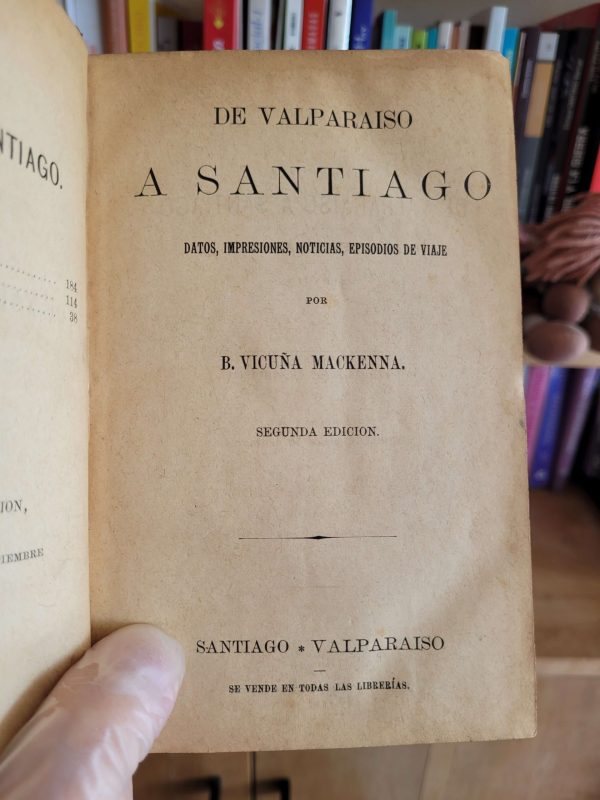 NTIAGO.
184
114
38
ION,
IEMBRE
DE VALPARAISO
A SANTIAGO
DATOS, IMPRESIONES, NOTICIAS, EPISODIOS DE VIAJE
POR
B. VICUÑA MACKENNA.
SEGUNDA EDICION.
SANTIAGO * VALPARAISO
SE VENDE EN TODAS LAS LIBRERÍAS.